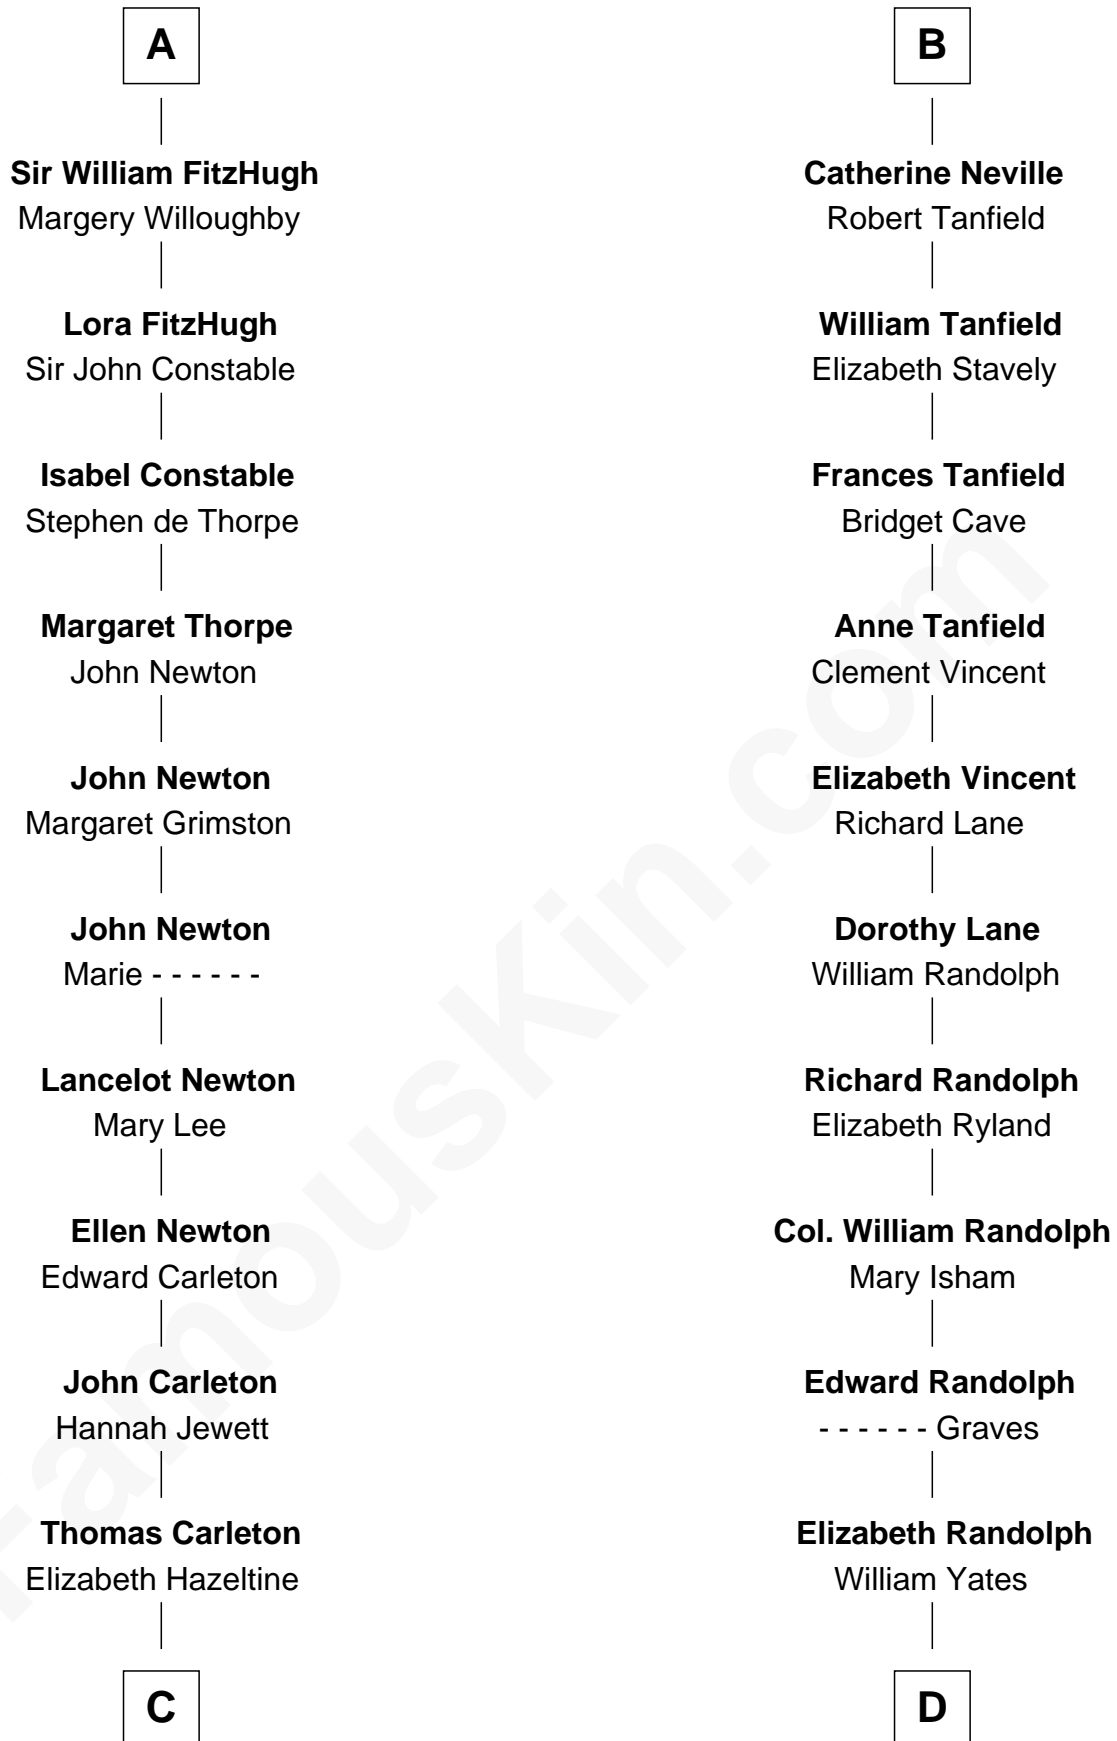 A
Sir William FitzHugh
Margery Willoughby
Lora FitzHugh
Sir John Constable
Isabel Constable
Stephen de Thorpe
Margaret Thorpe
John Newton
John Newton
Margaret Grimston
John Newton
Marie - - - - - -
Lancelot Newton
Mary Lee
Ellen Newton
Edward Carleton
John Carleton
Hannah Jewett
Thomas Carleton
Elizabeth Hazeltine
C
B
Catherine Neville
Robert Tanfield
William Tanfield
Elizabeth Stavely
Frances Tanfield
Bridget Cave
Anne Tanfield
Clement Vincent
Elizabeth Vincent
Richard Lane
Dorothy Lane
William Randolph
Richard Randolph
Elizabeth Ryland
Col. William Randolph
Mary Isham
Edward Randolph
- - - - - - Graves
Elizabeth Randolph
William Yates
D
FamousKin.com